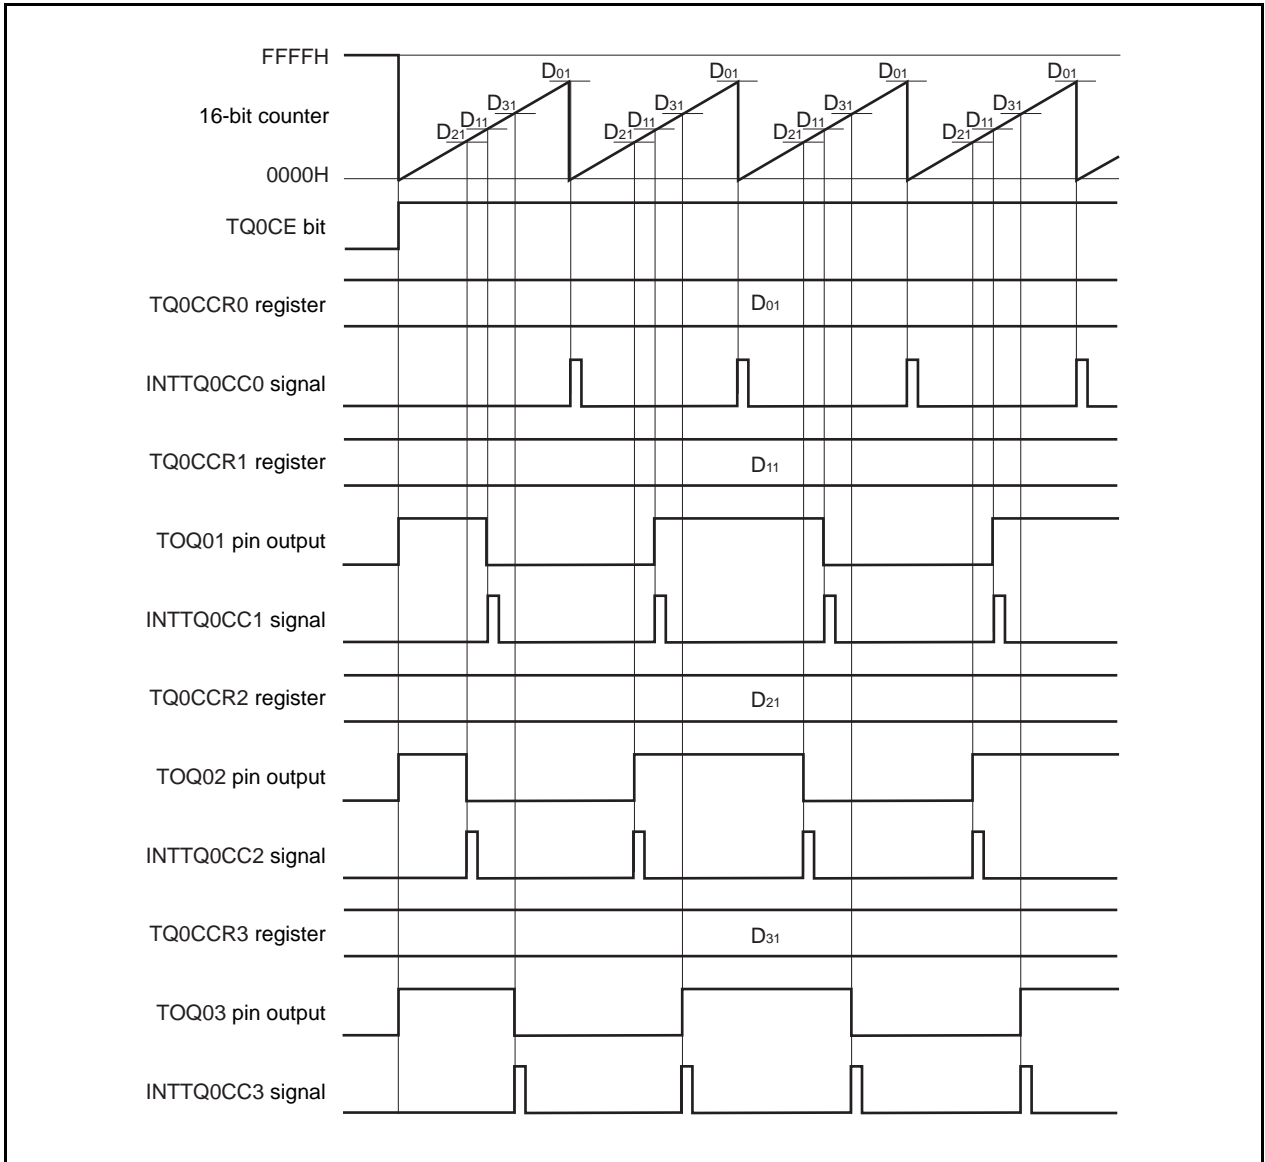 FFFFH
D01 D01 D01 D01
16-bit counter
D31 D31 D31 D31
D11 D11 D11 D11
D21 D21 D21 D21
0000H
TQ0CE bit
TQ0CCR0 register
D01
INTTQ0CC0 signal
TQ0CCR1 register
D11
TOQ01 pin output
INTTQ0CC1 signal
TQ0CCR2 register
D21
TOQ02 pin output
INTTQ0CC2 signal
TQ0CCR3 register
D31
TOQ03 pin output
INTTQ0CC3 signal